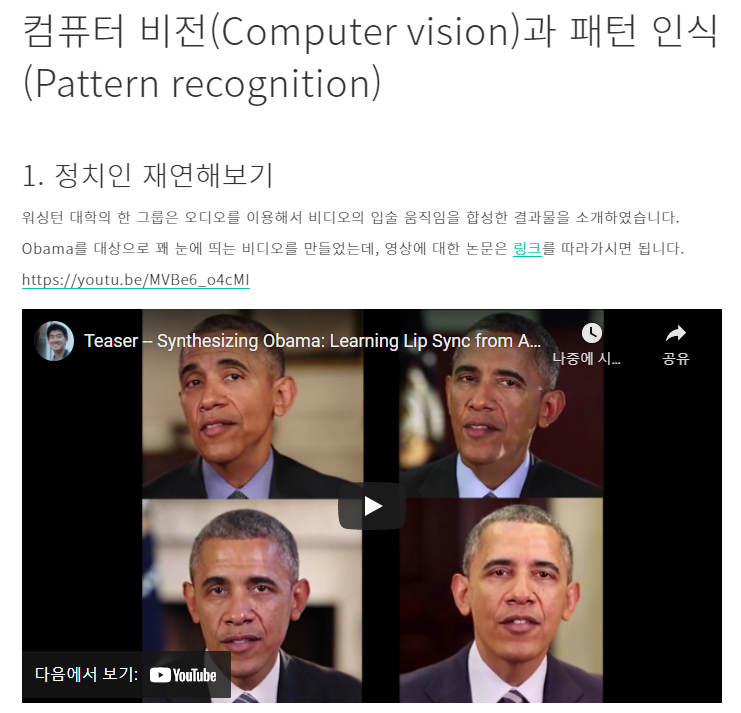 컴퓨터 비전(Computer vision)과 패턴 인식
(Pattern recognition)
1. 정치인 재연해보기
워싱턴 대학의 한 그룹은 오디오를 이용해서 비디오의 입술 움직임을 합성한 결과물을 소개하였습니다.
Obama를 대상으로 꽤 눈에 띄는 비디오를 만들었는데, 영상에 대한 논문은 링크를 따라가시면 됩니다.
https://youtu.be/MVBe6_o4cMI
Teaser -- Synthesizing Obama: Learning Lip Sync from A...
나중에 시...
공유
다음에서 보기: YouTube